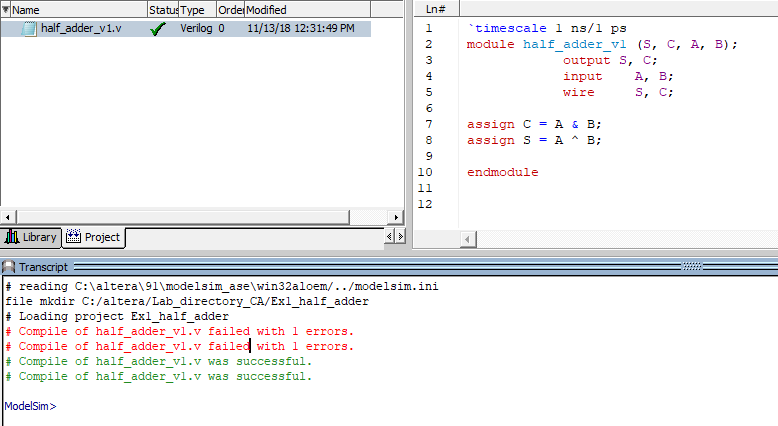 Name Status Type Order Modified
half_adder_v1.v Verilog 0 11/13/18 12:31:49 PM
Library Project
Ln#
1 `timescale 1 ns/1 ps
2 module half_adder_v1 (S, C, A, B);
3 output S, C;
4 input A, B;
5 wire S, C;
6
7 assign C = A & B;
8 assign S = A ^ B;
9
10 endmodule
11
12
Transcript
# reading C:\altera\91\modelsim_ase\win32aloem/../modelsim.ini
file mkdir C:/altera/Lab_directory_CA/Ex1_half_adder
# Loading project Ex1_half_adder
# Compile of half_adder_v1.v failed with 1 errors.
# Compile of half_adder_v1.v failed with 1 errors.
# Compile of half_adder_v1.v was successful.
# Compile of half_adder_v1.v was successful.
ModelSim>